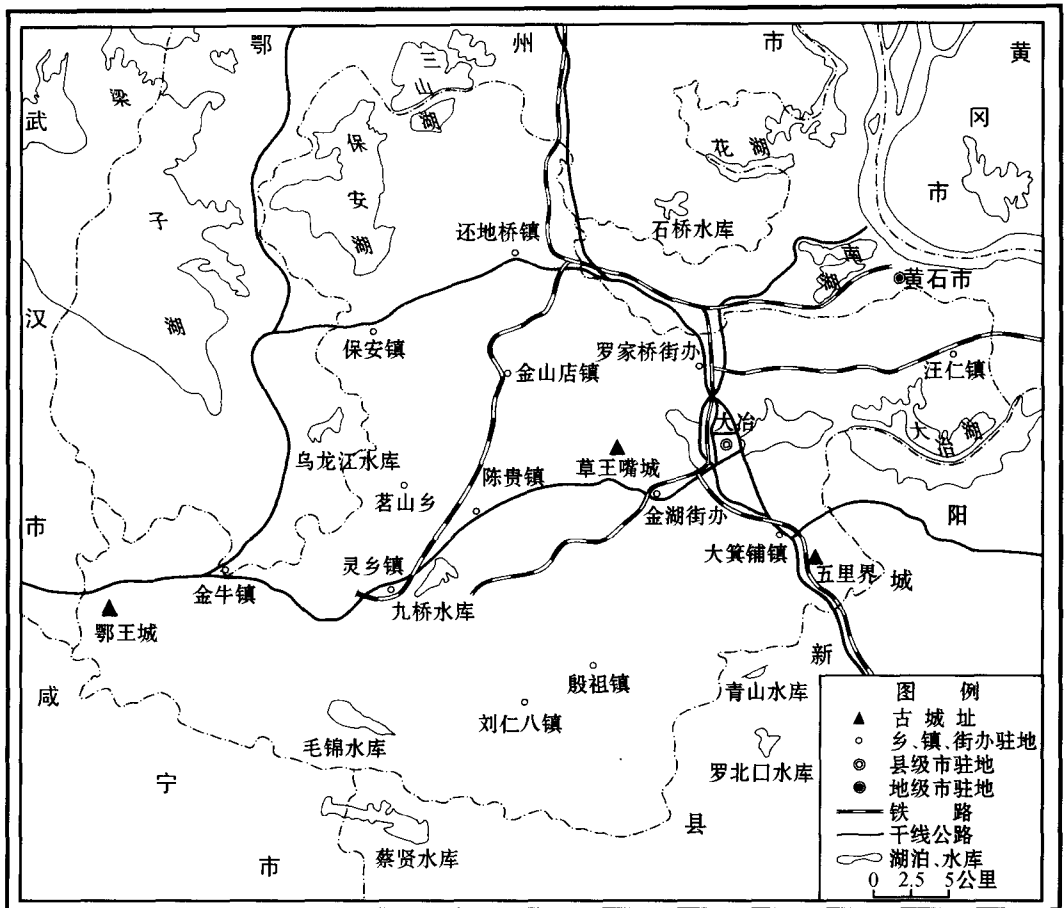 鄂州市
黄冈市
武汉市
梁子湖
三山湖
保安湖
花湖
石桥水库
还地桥镇
南湖
黄石市
保安镇
罗家桥街办
金山店镇
汪仁镇
大冶
大冶湖
乌龙江水库
草王嘴城
陈贵镇
茗山乡
金湖街办
阳新县
大箕铺镇
灵乡镇
五里界城
金牛镇
九桥水库
鄂王城
咸宁市
殷祖镇
青山水库
刘仁八镇
毛锦水库
罗北口水库
蔡贤水库
图 例
古城址
乡、镇、街办驻地
县级市驻地
地级市驻地
铁 路
干线公路
湖泊、水库
0 2.5 5公里